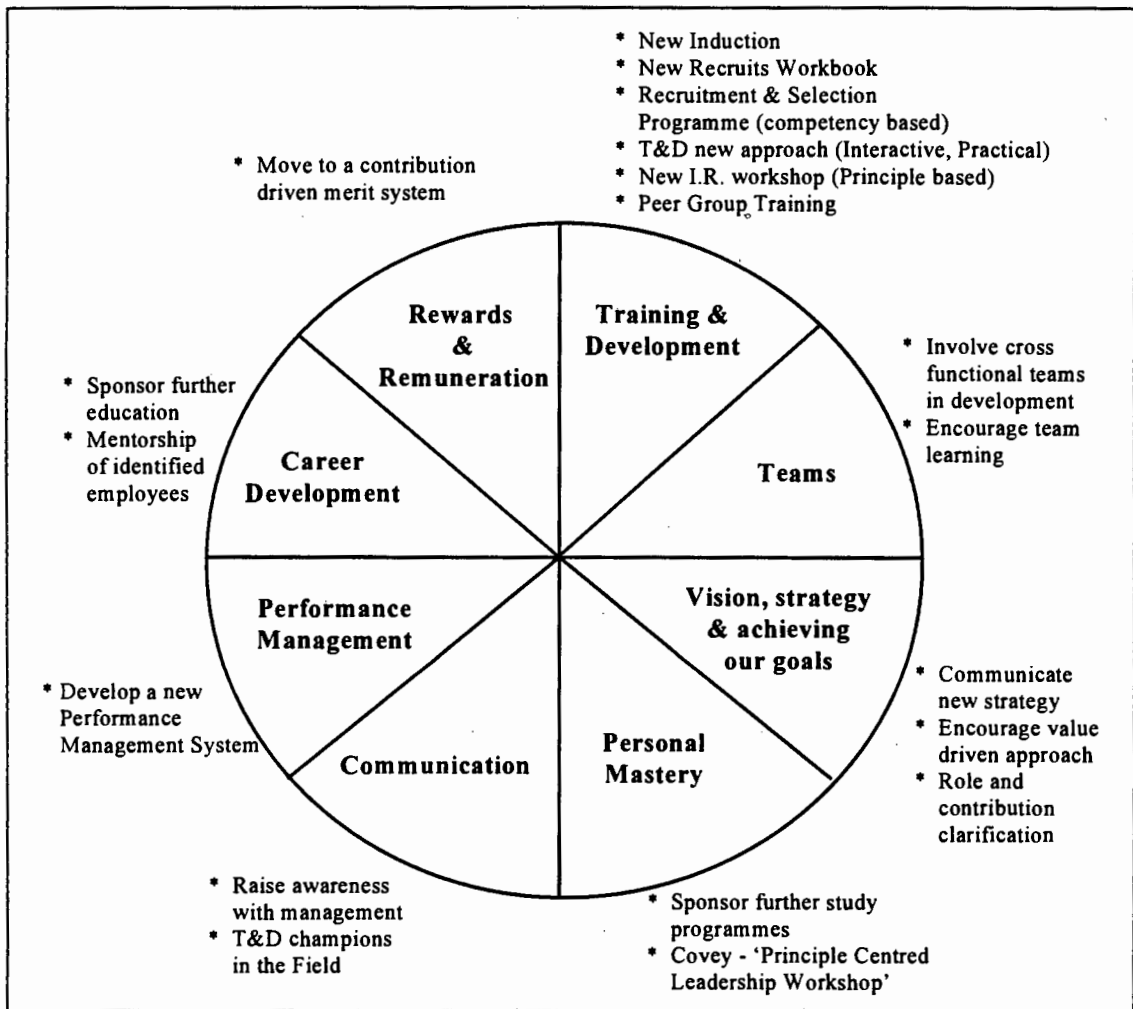 * New Induction
* New Recruits Workbook
* Recruitment & Selection
Programme (competency based)
* T&D new approach (Interactive, Practical)
* New I.R. workshop (Principle based)
* Peer Group Training
* Move to a contribution
driven merit system
Rewards
&
Remuneration
Training &
Development
* Involve cross
functional teams
in development
* Encourage team
learning
* Sponsor further
education
* Mentorship
of identified
employees
Career
Development
Teams
Performance
Management
Vision, strategy
& achieving
our goals
* Communicate
new strategy
* Encourage value
driven approach
* Role and
contribution
clarification
* Develop a new
Performance
Management System
Communication
Personal
Mastery
* Raise awareness
with management
* T&D champions
in the Field
* Sponsor further study
programmes
* Covey - ‘Principle Centred
Leadership Workshop’